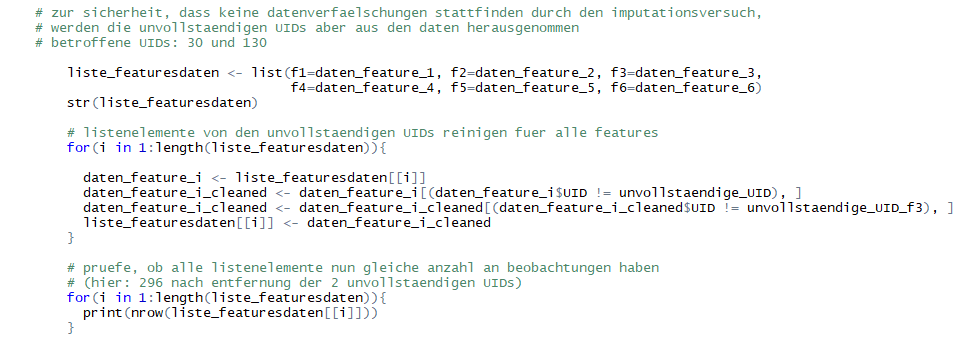 # zur sicherheit, dass keine datenverfaelschungen stattfinden durch den imputationsversuch,
# werden die unvollstaendigen UIDs aber aus den daten herausgenommen
# betroffene UIDs: 30 und 130
liste_featuresdaten <- list(f1=daten_feature_1, f2=daten_feature_2, f3=daten_feature_3,
f4=daten_feature_4, f5=daten_feature_5, f6=daten_feature_6)
str(liste_featuresdaten)
# listenelemente von den unvollstaendigen UIDs reinigen fuer alle features
for(i in 1:length(liste_featuresdaten)){
daten_feature_i <- liste_featuresdaten[[i]]
daten_feature_i_cleaned <- daten_feature_i[(daten_feature_i$UID != unvollstaendige_UID), ]
daten_feature_i_cleaned <- daten_feature_i_cleaned[(daten_feature_i_cleaned$UID != unvollstaendige_UID_f3), ]
liste_featuresdaten[[i]] <- daten_feature_i_cleaned
}
# pruefe, ob alle listenelemente nun gleiche anzahl an beobachtungen haben
# (hier: 296 nach entfernung der 2 unvollstaendigen UIDs)
for(i in 1:length(liste_featuresdaten)){
print(nrow(liste_featuresdaten[[i]]))
}